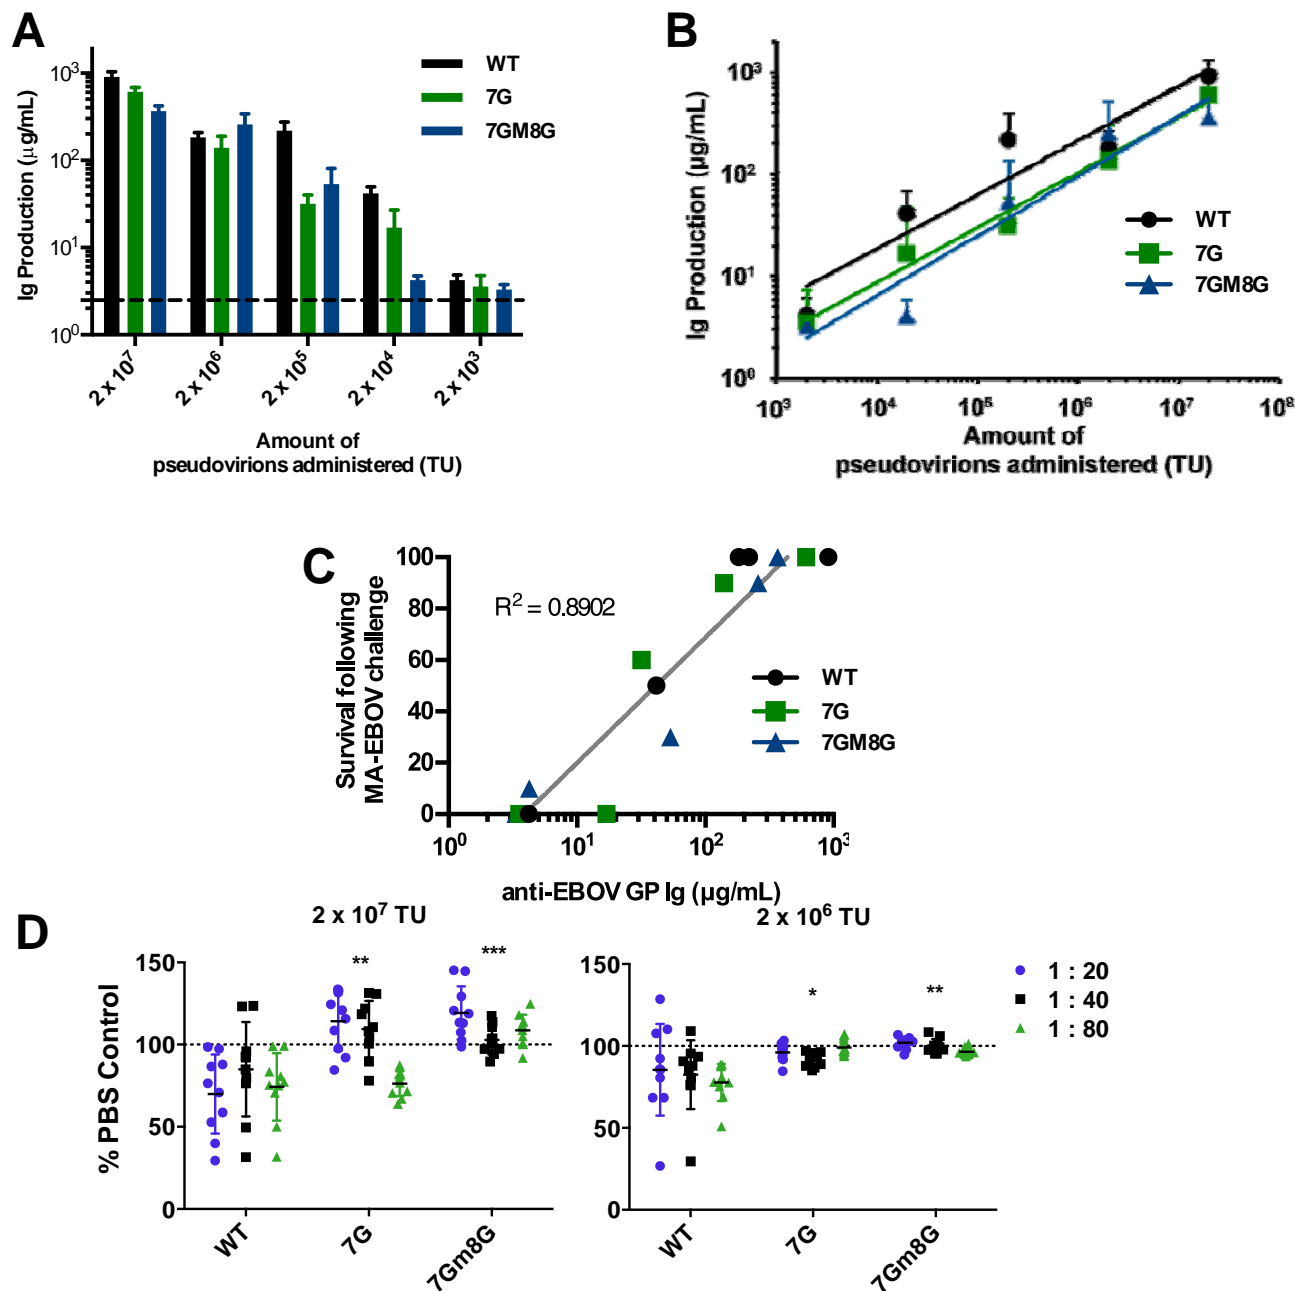 A
Ig Production (μg/mL)
10³
10²
10¹
10⁰
WT
7G
7GM8G
2 x 10⁷
2 x 10⁶
2 x 10⁵
2 x 10⁴
2 x 10³
Amount of
pseudovirions administered (TU)
B
Ig Production (μg/mL)
10³
10²
10¹
10⁰
WT
7G
7GM8G
10³
10⁴
10⁵
10⁶
10⁷
10⁸
Amount of
pseudovirions administered (TU)
C
Survival following
MA-EBOV challenge
100
80
60
40
20
0
R² = 0.8902
WT
7G
7GM8G
10⁰
10¹
10²
10³
anti-EBOV GP Ig (μg/mL)
D
% PBS Control
2 x 10⁷ TU
150
100
50
0
**
***
WT
7G
7Gm8G
2 x 10⁶ TU
150
100
50
0
*
**
WT
7G
7Gm8G
1 : 20
1 : 40
1 : 80